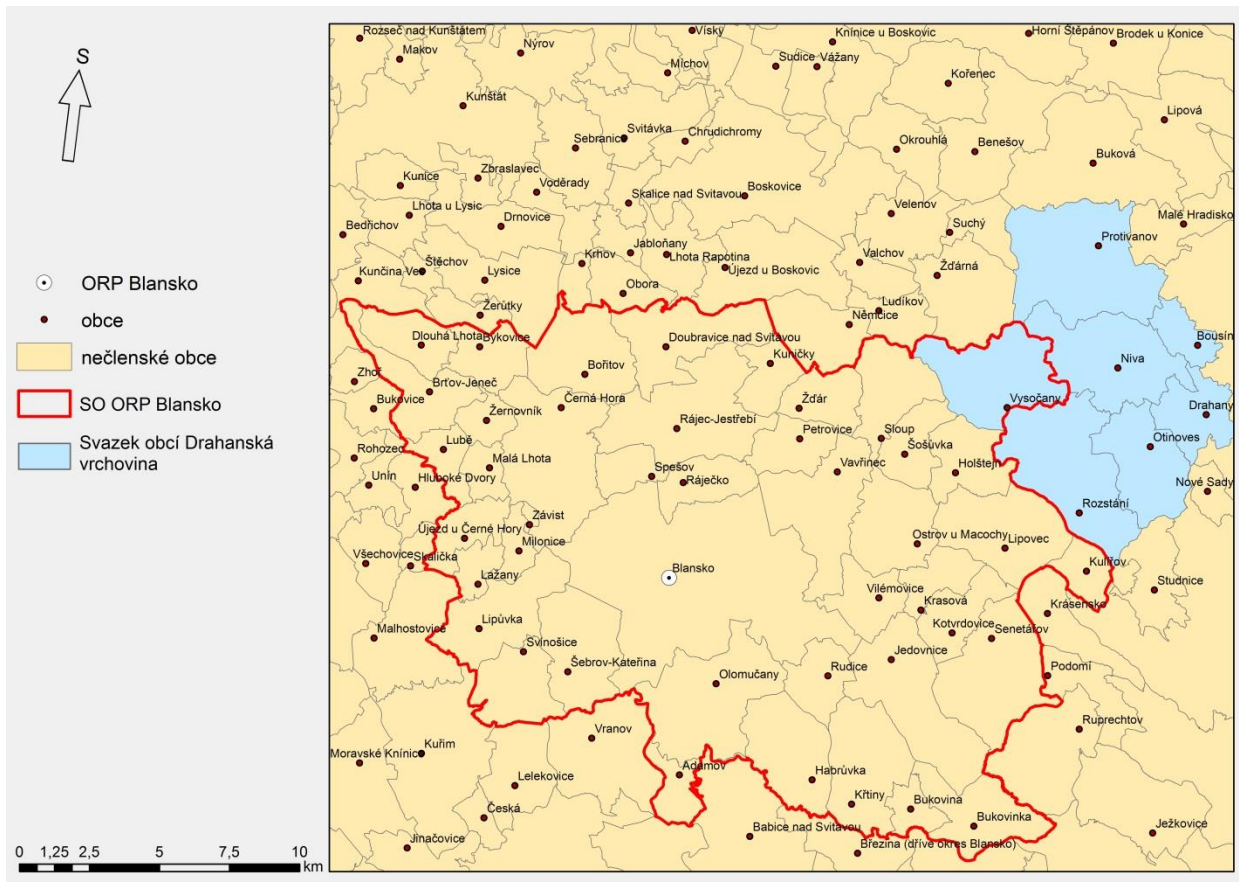 S
ORP Blansko
obce
nečlenské obce
SO ORP Blansko
Svazek obcí Drahanská
vrchovina
0 1,25 2,5 5 7,5 10
km
Rozseč nad Kunštátem
Makov
Nýrov
Vísky
Míchov
Sudice
Vážany
Knínice u Boskovic
Horní Štěpánov
Brodek u Konice
Kořenec
Kunštát
Lipová
Sebranice
Svitávka
Chrudichromy
Okrouhlá
Benešov
Buková
Kunice
Zbraslavec
Voděrady
Skalice nad Svitavou
Boskovice
Lhota u Lysic
Drnovice
Velenov
Suchý
Malé Hradisko
Bedřichov
Protivanov
Štěchov
Krhov
Jabloňany
Lhota Rapotina
Újezd u Boskovic
Valchov
Žďárná
Kunčina Ves
Lysice
Obora
Žerůtky
Ludíkov
Němčice
Dlouhá Lhota
Býkovice
Doubravice nad Svitavou
Kuničky
Bousín
Niva
Zhoř
Brťov-Jeneč
Bořitov
Bukovice
Žernovník
Černá Hora
Rájec-Jestřebí
Žďár
Vysočany
Drahany
Petrovice
Sloup
Šošůvka
Otinoves
Rohozec
Lubě
Malá Lhota
Spešov
Ráječko
Vavřinec
Holštejn
Nové Sady
Unín
Hluboké Dvory
Rozstání
Závist
Újezd u Černé Hory
Milonice
Ostrov u Macochy
Lipovec
Všechovice
Skalička
Blansko
Kulířov
Lažany
Studnice
Vilémovice
Krasová
Krásensko
Malhostovice
Lipůvka
Kotvrdovice
Senetářov
Svinošice
Šebrov-Kateřina
Jedovnice
Olomučany
Rudice
Podomí
Vranov
Ruprechtov
Moravské Knínice
Kuřim
Lelekovice
Adamov
Habrůvka
Křtiny
Bukovina
Česká
Bukovinka
Jinačovice
Babice nad Svitavou
Březina (dříve okres Blansko)
Ježkovice